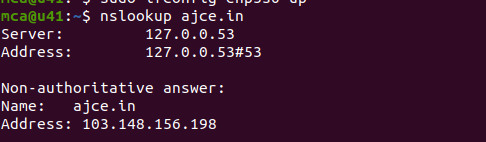 mca@u41:~$ nslookup ajce.in
Server:         127.0.0.53
Address:        127.0.0.53#53

Non-authoritative answer:
Name:   ajce.in
Address: 103.148.156.198